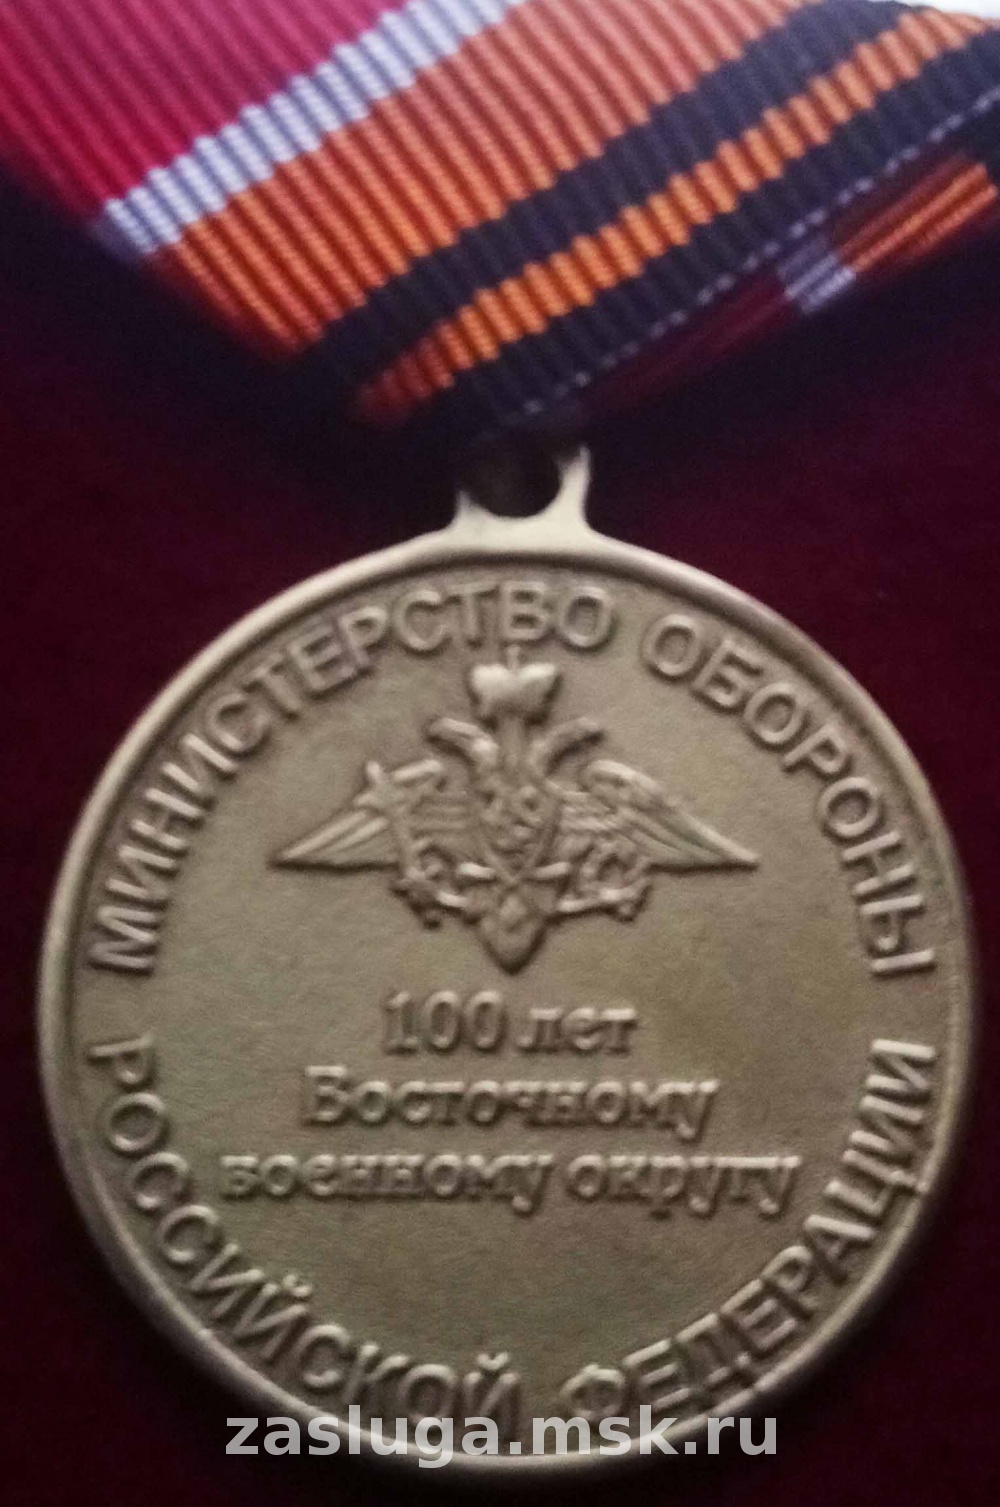 МИНИСТЕРСТВО ОБОРОНЫ
100 лет
Восточному
военному округу
РОССИЙСКОЙ ФЕДЕРАЦИИ
zasluga.msk.ru